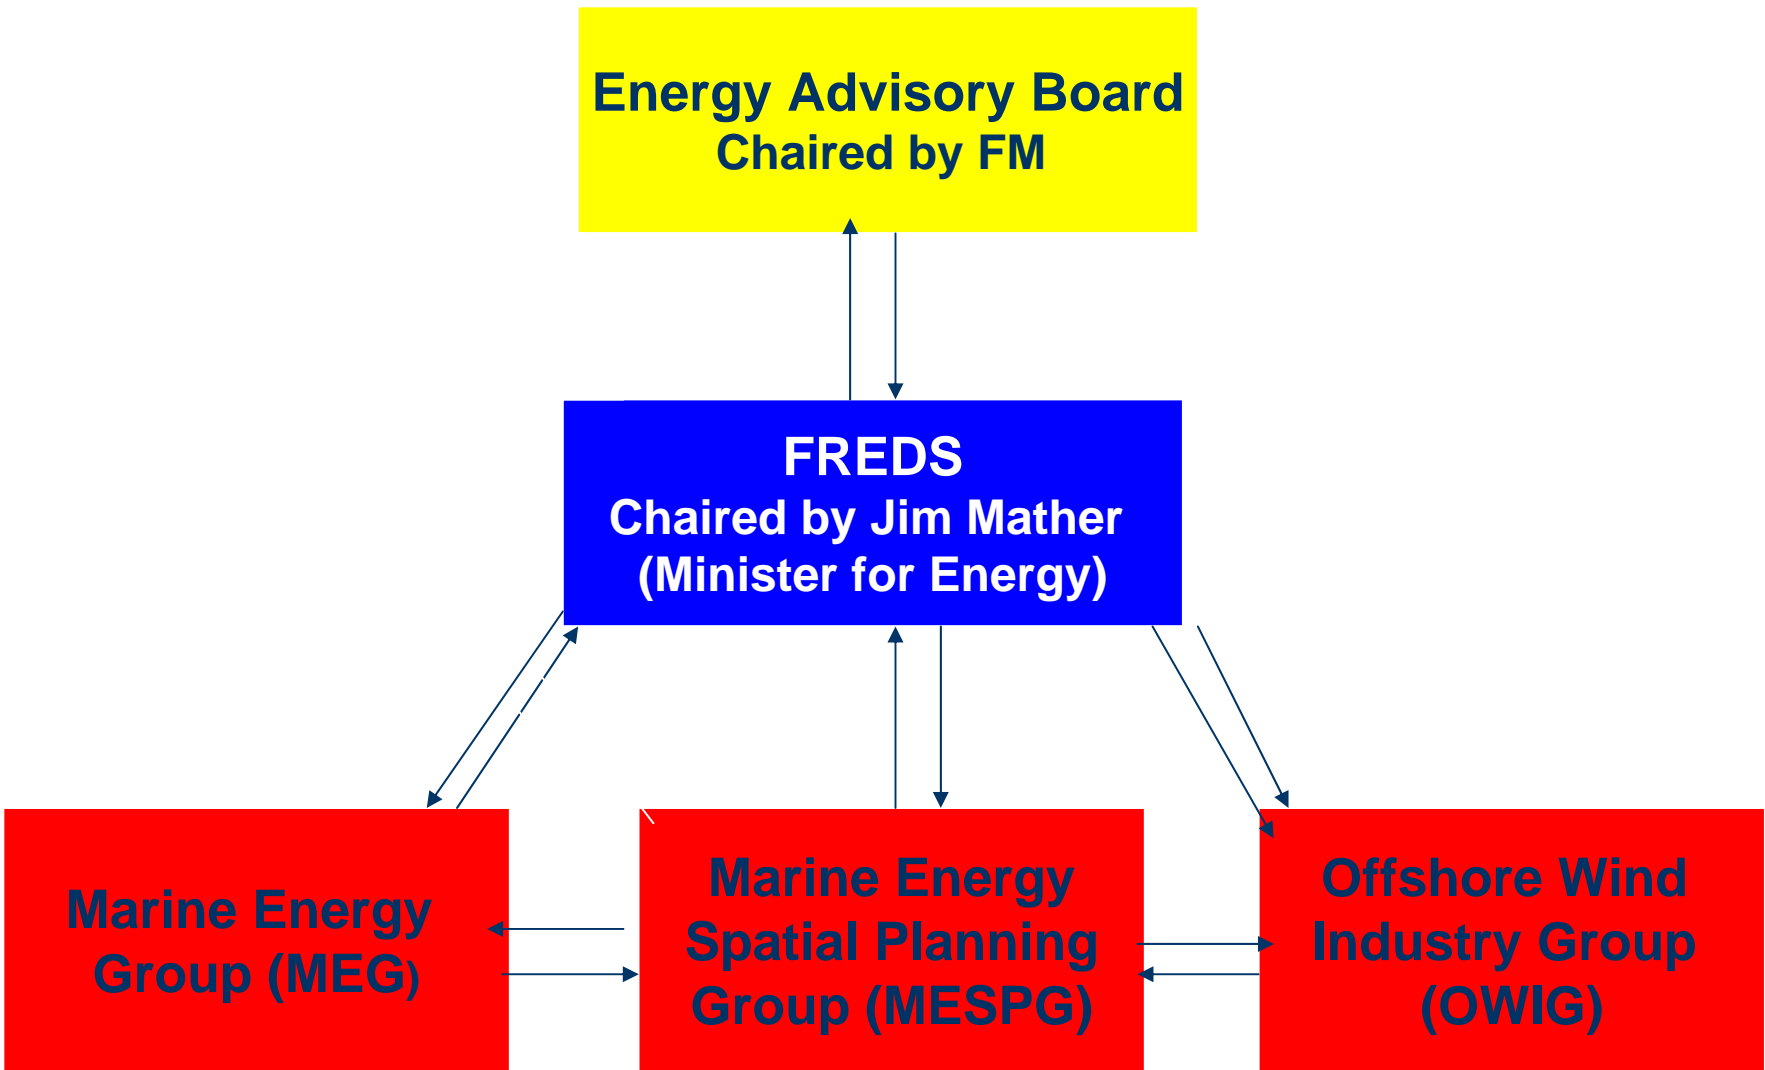 Energy Advisory Board
Chaired by FM
FREDS
Chaired by Jim Mather
(Minister for Energy)
Marine Energy
Group (MEG)
Marine Energy
Spatial Planning
Group (MESPG)
Offshore Wind
Industry Group
(OWIG)